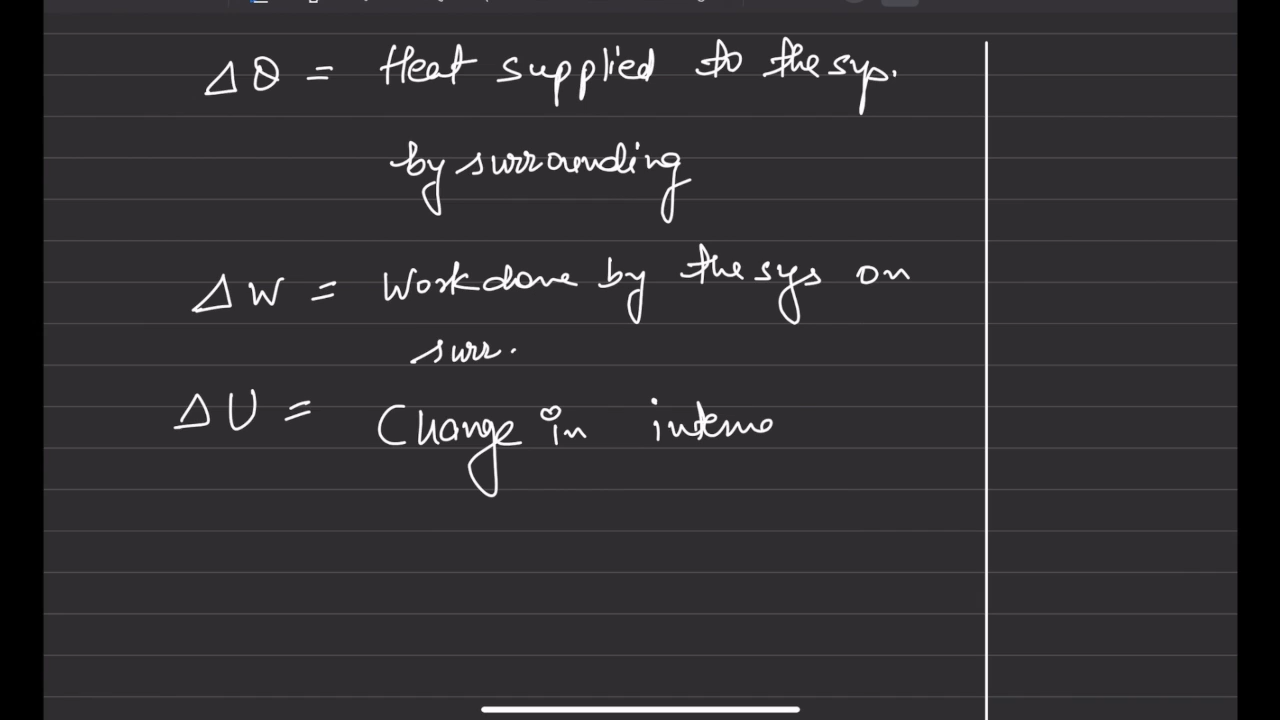 ΔQ = Heat supplied to the sys.
by surrounding
ΔW = Workdone by the sys on
surr.
ΔU = Change in interna